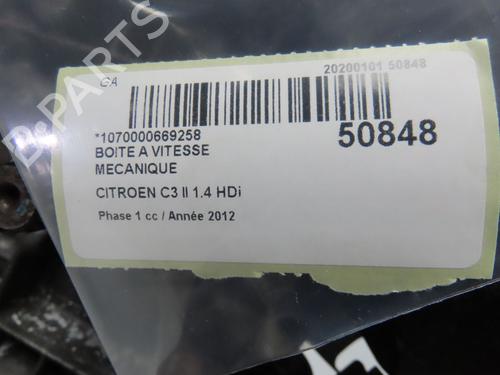 GA
20200101 50848
*1070000669258
50848
BOITE A VITESSE
MECANIQUE
CITROEN C3 II 1.4 HDi
Phase 1 cc / Année 2012
B-PARTS